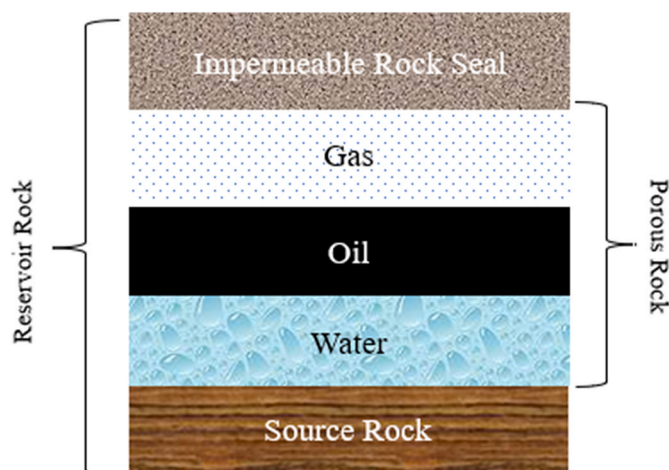 Impermeable Rock Seal
Gas
Oil
Water
Source Rock
Reservoir Rock
Porous Rock